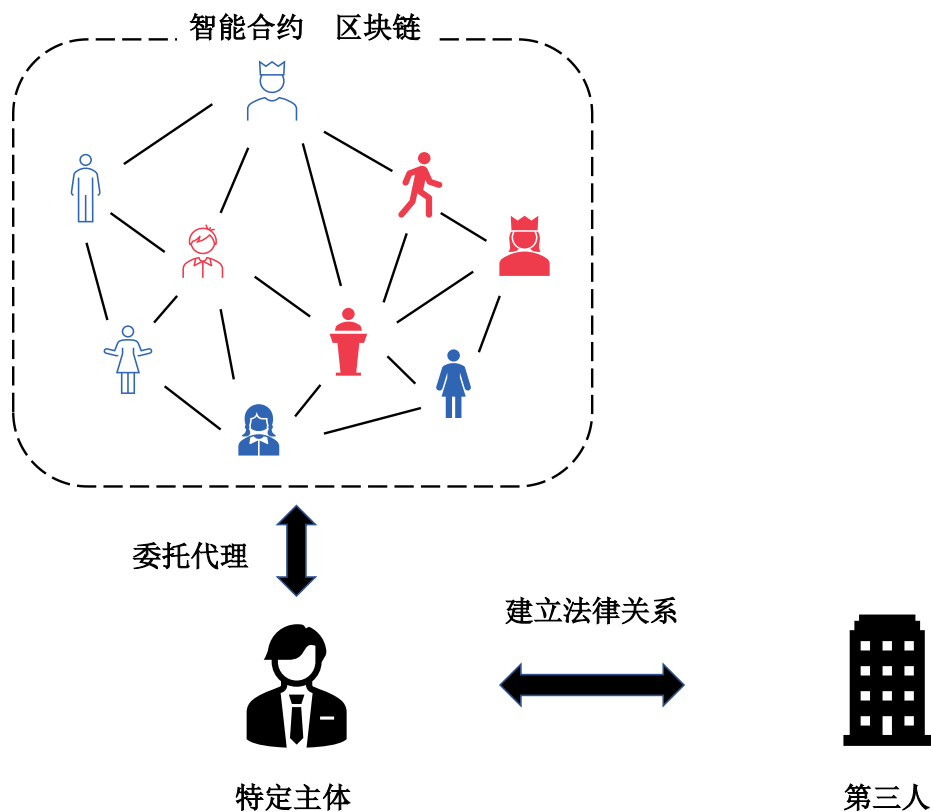 智能合约 区块链
委托代理
建立法律关系
特定主体
第三人